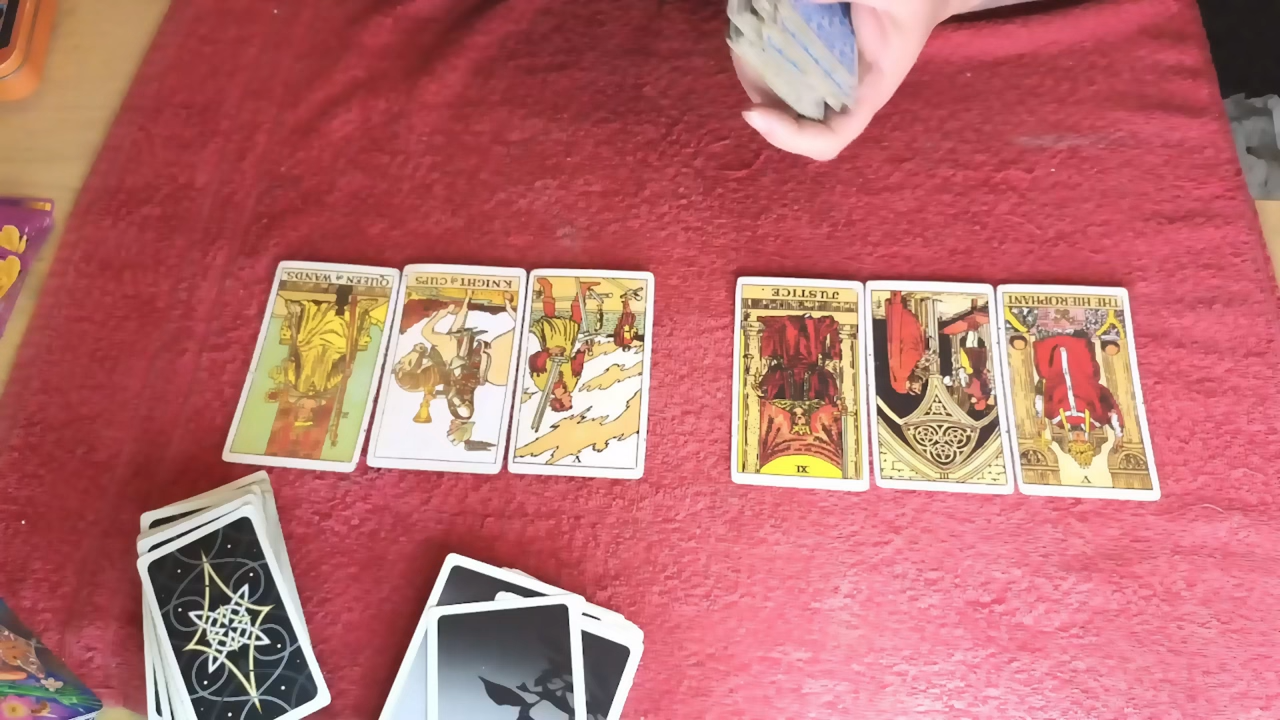 QUEEN of WANDS.
KNIGHT of CUPS
V
JUSTICE.
XI
III
THE HIEROPHANT
V